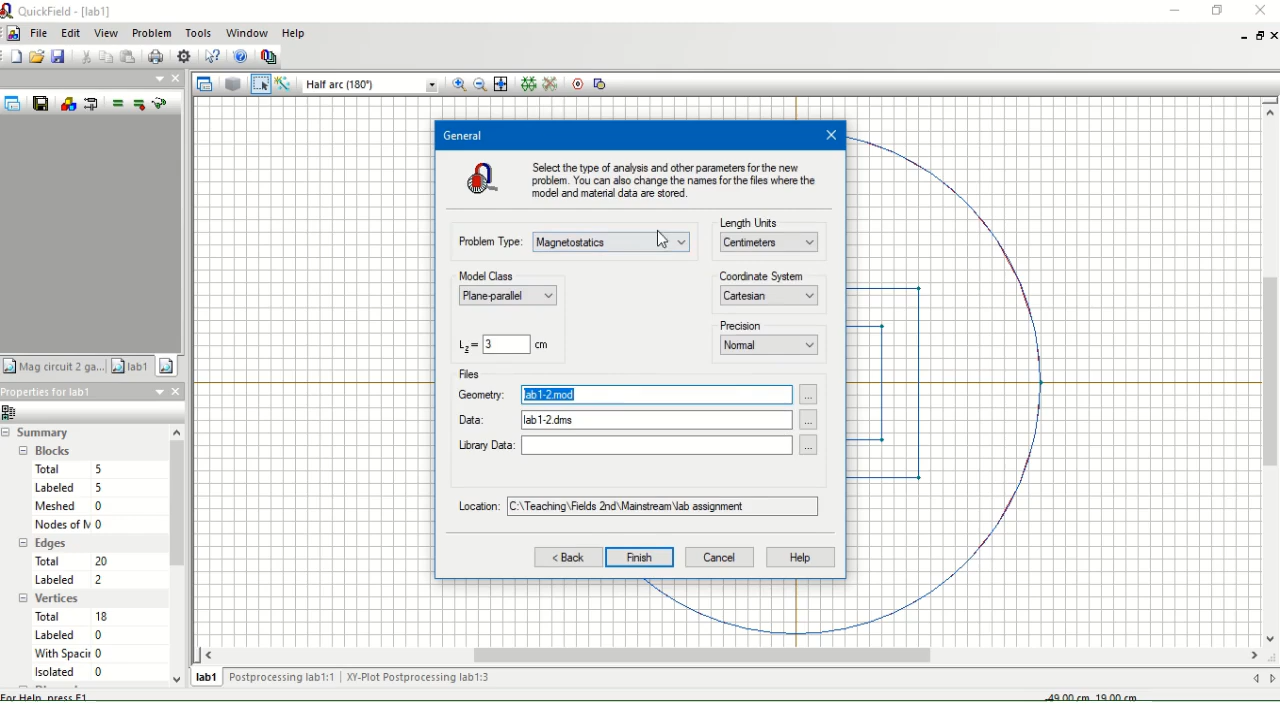 QuickField - [lab1]
File Edit View Problem Tools Window Help
Half arc (180°)
General
Select the type of analysis and other parameters for the new
problem. You can also change the names for the files where the
model and material data are stored.
Problem Type: Magnetostatics
Length Units
Centimeters
Model Class
Plane-parallel
Coordinate System
Cartesian
Lz= 3 cm
Precision
Normal
Files
Geometry: lab1-2.mod ...
Data: lab1-2.dms ...
Library Data: ...
Location: C:\Teaching\Fields 2nd\Mainstream\lab assignment
< Back Finish Cancel Help
Mag circuit 2 ga... lab1
Properties for lab1
Summary
Blocks
Total 5
Labeled 5
Meshed 0
Nodes of M 0
Edges
Total 20
Labeled 2
Vertices
Total 18
Labeled 0
With Spacin 0
Isolated 0
lab1 Postprocessing lab1:1 XY-Plot Postprocessing lab1:3
For Help, press F1
-49.00 cm, 19.00 cm